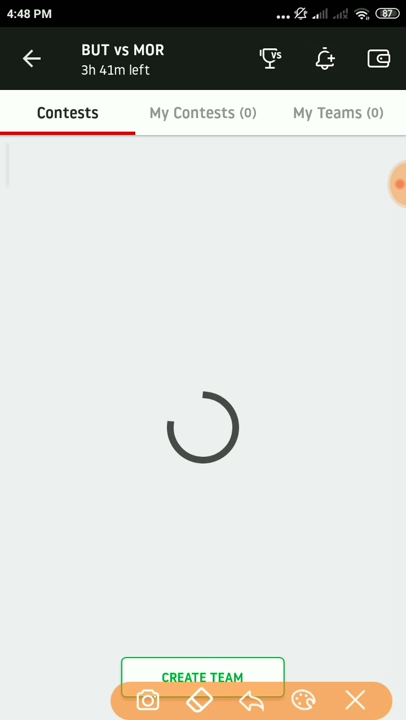 4:48 PM
87
BUT vs MOR
3h 41m left
VS
Contests
My Contests (0)
My Teams (0)
CREATE TEAM